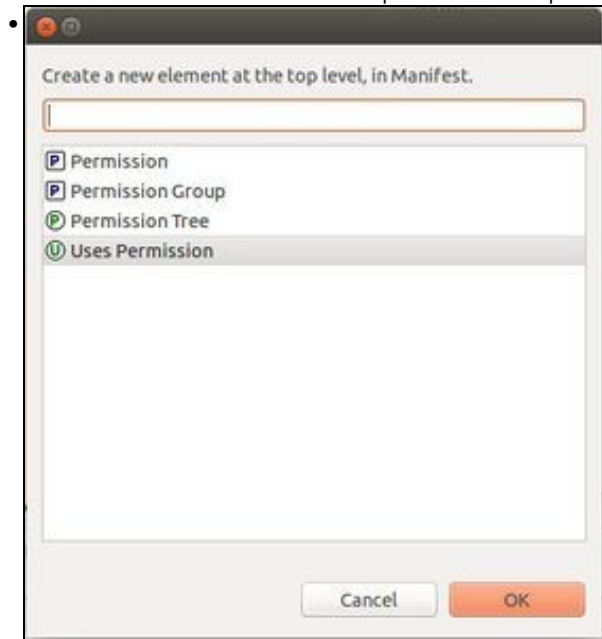 Create a new element at the top level, in Manifest.
P Permission
P Permission Group
P Permission Tree
U Uses Permission
Cancel OK